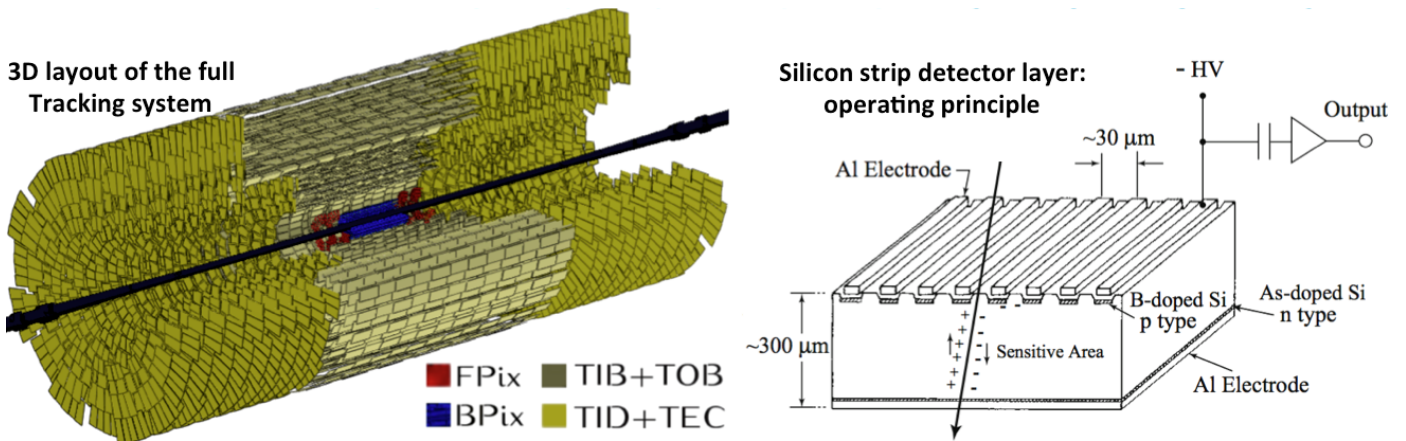 3D layout of the full
Tracking system
FPix
TIB+TOB
BPix
TID+TEC
Silicon strip detector layer:
operating principle
- HV
Output
~30 μm
Al Electrode
B-doped Si
p type
As-doped Si
n type
~300 μm
+
-
Sensitive Area
Al Electrode